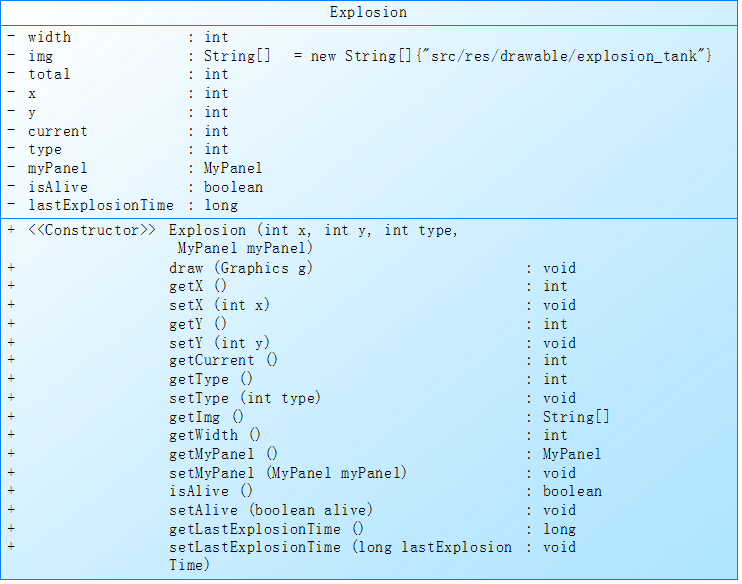 Explosion
- width : int
- img : String[] = new String[]{"src/res/drawable/explosion_tank"}
- total : int
- x : int
- y : int
- current : int
- type : int
- myPanel : MyPanel
- isAlive : boolean
- lastExplosionTime : long
+ <<Constructor>> Explosion (int x, int y, int type,
MyPanel myPanel)
+ draw (Graphics g) : void
+ getX () : int
+ setX (int x) : void
+ getY () : int
+ setY (int y) : void
+ getCurrent () : int
+ getType () : int
+ setType (int type) : void
+ getImg () : String[]
+ getWidth () : int
+ getMyPanel () : MyPanel
+ setMyPanel (MyPanel myPanel) : void
+ isAlive () : boolean
+ setAlive (boolean alive) : void
+ getLastExplosionTime () : long
+ setLastExplosionTime (long lastExplosion : void
Time)